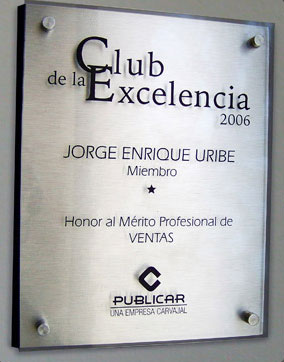 Club
de la Excelencia
2006
JORGE ENRIQUE URIBE
Miembro
Honor al Mérito Profesional de
VENTAS
PUBLICAR
UNA EMPRESA CARVAJAL